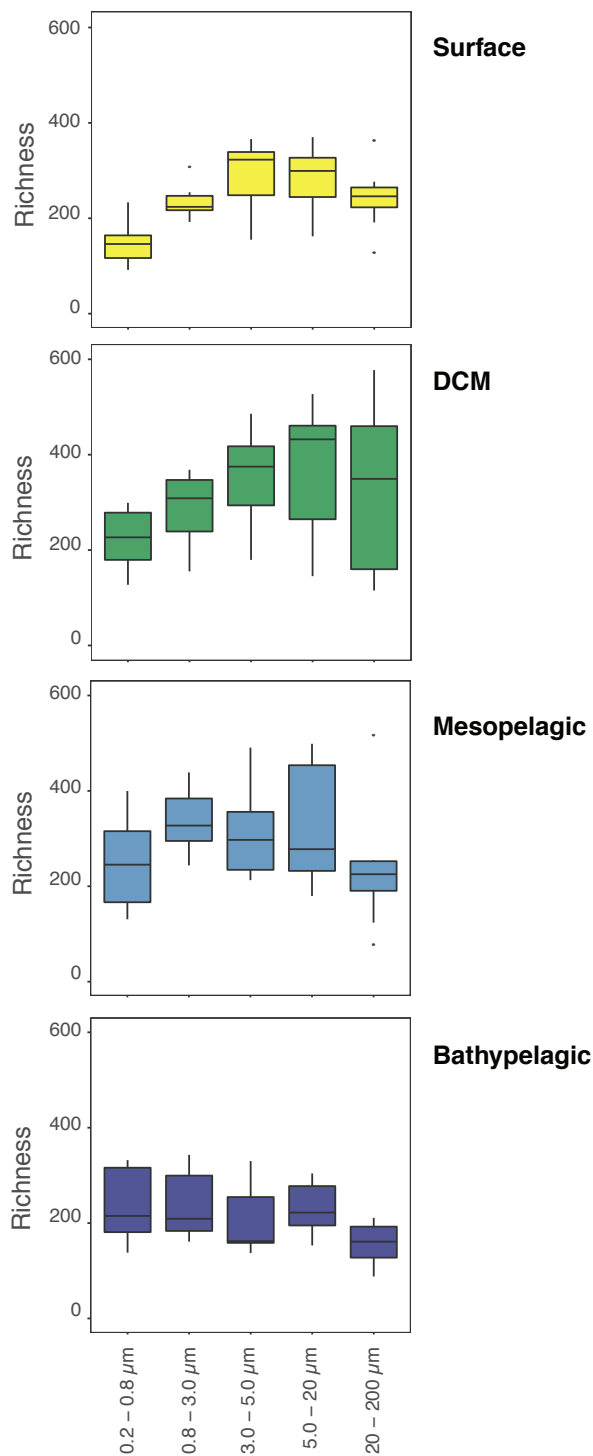 Surface
Richness
600
400
200
0
DCM
Richness
600
400
200
0
Mesopelagic
Richness
600
400
200
0
Bathypelagic
Richness
600
400
200
0
0.2 – 0.8 µm
0.8 – 3.0 µm
3.0 – 5.0 µm
5.0 – 20 µm
20 – 200 µm